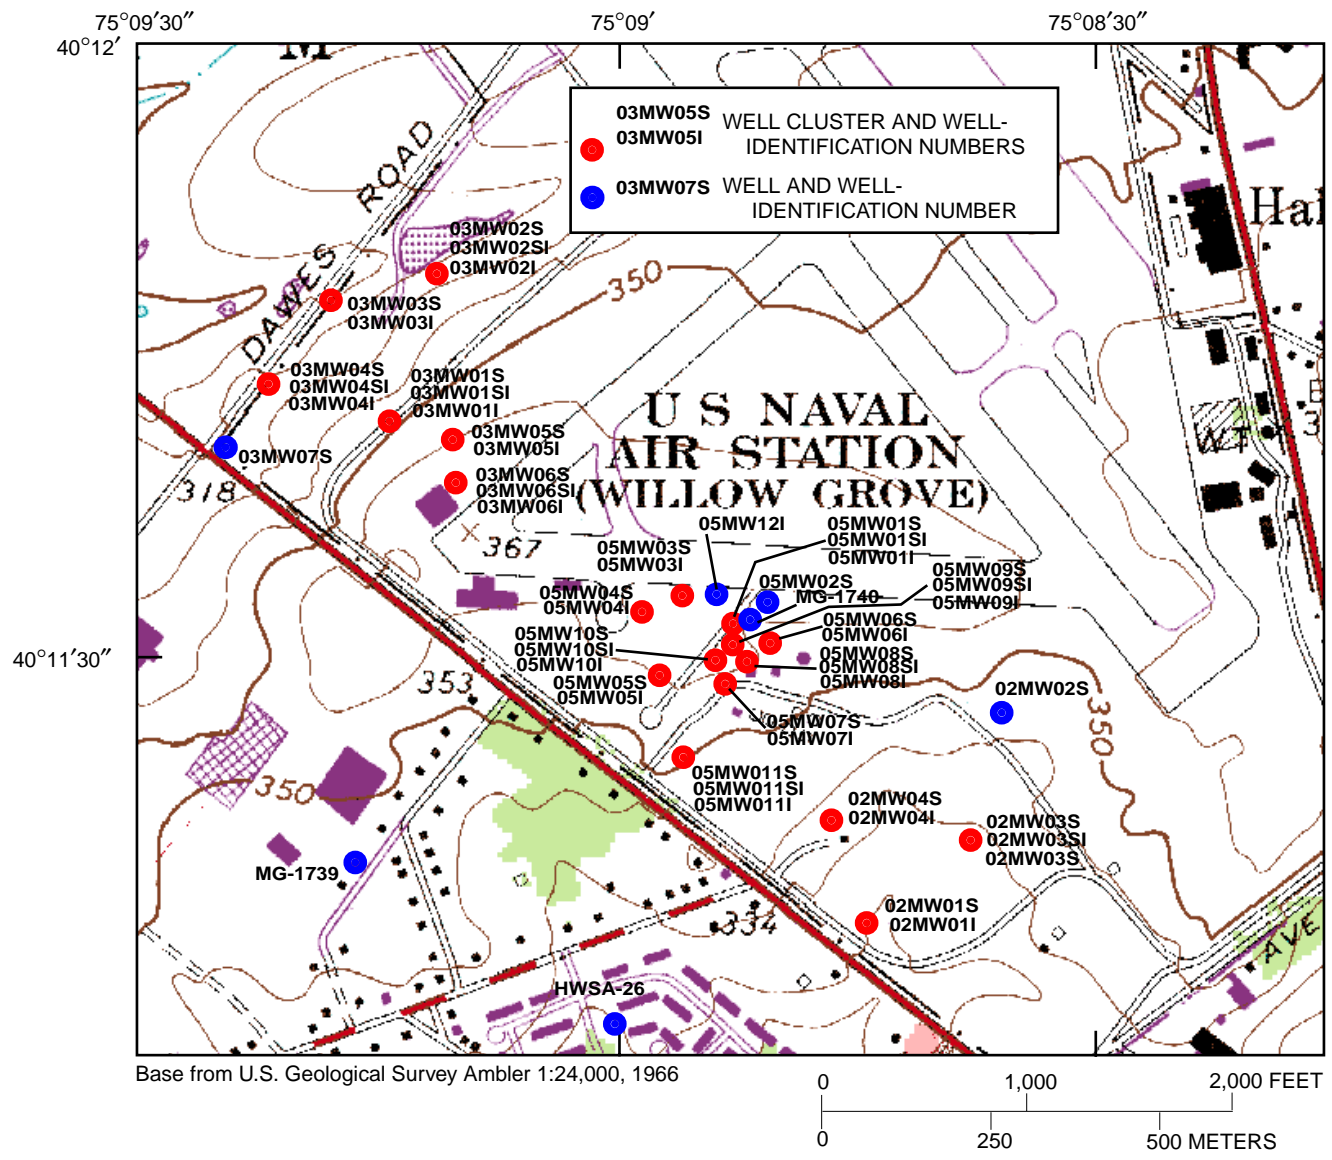 75°09′30″
75°09′
75°08′30″
40°12′
M
03MW05S
03MW05I
WELL CLUSTER AND WELL-
IDENTIFICATION NUMBERS
03MW07S
WELL AND WELL-
IDENTIFICATION NUMBER
DAWES ROAD
03MW02S
03MW02SI
03MW02I
350
03MW03S
03MW03I
03MW04S
03MW04SI
03MW04I
03MW01S
03MW01SI
03MW01I
03MW05S
03MW05I
03MW07S
318
03MW06S
03MW06SI
03MW06I
367
U S NAVAL
AIR STATION
(WILLOW GROVE)
05MW12I
05MW03S
05MW03I
05MW01S
05MW01SI
05MW01I
05MW04S
05MW04I
05MW02S
MG-1740
05MW09S
05MW09SI
05MW09I
05MW06S
05MW06I
05MW10S
05MW10SI
05MW10I
05MW08S
05MW08SI
05MW08I
40°11′30″
353
05MW05S
05MW05I
05MW07S
05MW07I
02MW02S
350
350
05MW011S
05MW011SI
05MW011I
02MW04S
02MW04I
02MW03S
02MW03SI
02MW03S
MG-1739
02MW01S
02MW01I
334
AVE
HWSA-26
Base from U.S. Geological Survey Ambler 1:24,000, 1966
0 1,000 2,000 FEET
0 250 500 METERS